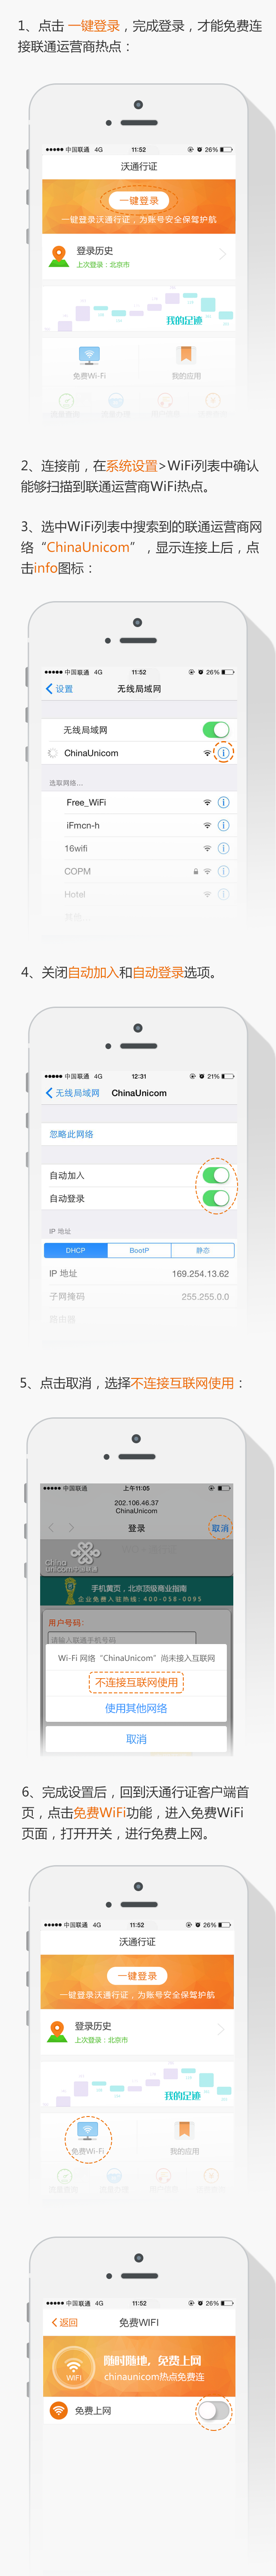 1、点击 一键登录，完成登录，才能免费连
接联通运营商热点：
中国联通 4G 11:52 26%
沃通行证
一键登录
一键登录沃通行证，为账号安全保驾护航
登录历史
上次登录：北京市
我的足迹
免费Wi-Fi 我的应用
2、连接前，在系统设置>WiFi列表中确认
能够扫描到联通运营商WiFi热点。
3、选中WiFi列表中搜索到的联通运营商网
络“ChinaUnicom”，显示连接上后，点
击info图标：
中国联通 4G 11:52 26%
设置 无线局域网
无线局域网
ChinaUnicom
选取网络...
Free_WiFi
iFmcn-h
16wifi
COPM
Hotel
其他...
4、关闭自动加入和自动登录选项。
中国联通 4G 12:31 21%
无线局域网 ChinaUnicom
忽略此网络
自动加入
自动登录
IP 地址
DHCP BootP 静态
IP 地址 169.254.13.62
子网掩码 255.255.0.0
路由器
5、点击取消，选择不连接互联网使用：
中国联通 上午11:05
202.106.46.37
ChinaUnicom
登录 取消
China
unicom中国联通
手机黄页，北京顶级商业指南
企业免费入驻热线：400-058-0095
用户号码：
请输入联通手机号码
Wi-Fi 网络“ChinaUnicom”尚未接入互联网
不连接互联网使用
使用其他网络
取消
6、完成设置后，回到沃通行证客户端首
页，点击免费WiFi功能，进入免费WiFi
页面，打开开关，进行免费上网。
中国联通 4G 11:52 26%
沃通行证
一键登录
一键登录沃通行证，为账号安全保驾护航
登录历史
上次登录：北京市
我的足迹
免费Wi-Fi 我的应用
中国联通 4G 11:52 26%
返回 免费WIFI
随时随地，免费上网
chinaunicom热点免费连
WIFI
免费上网